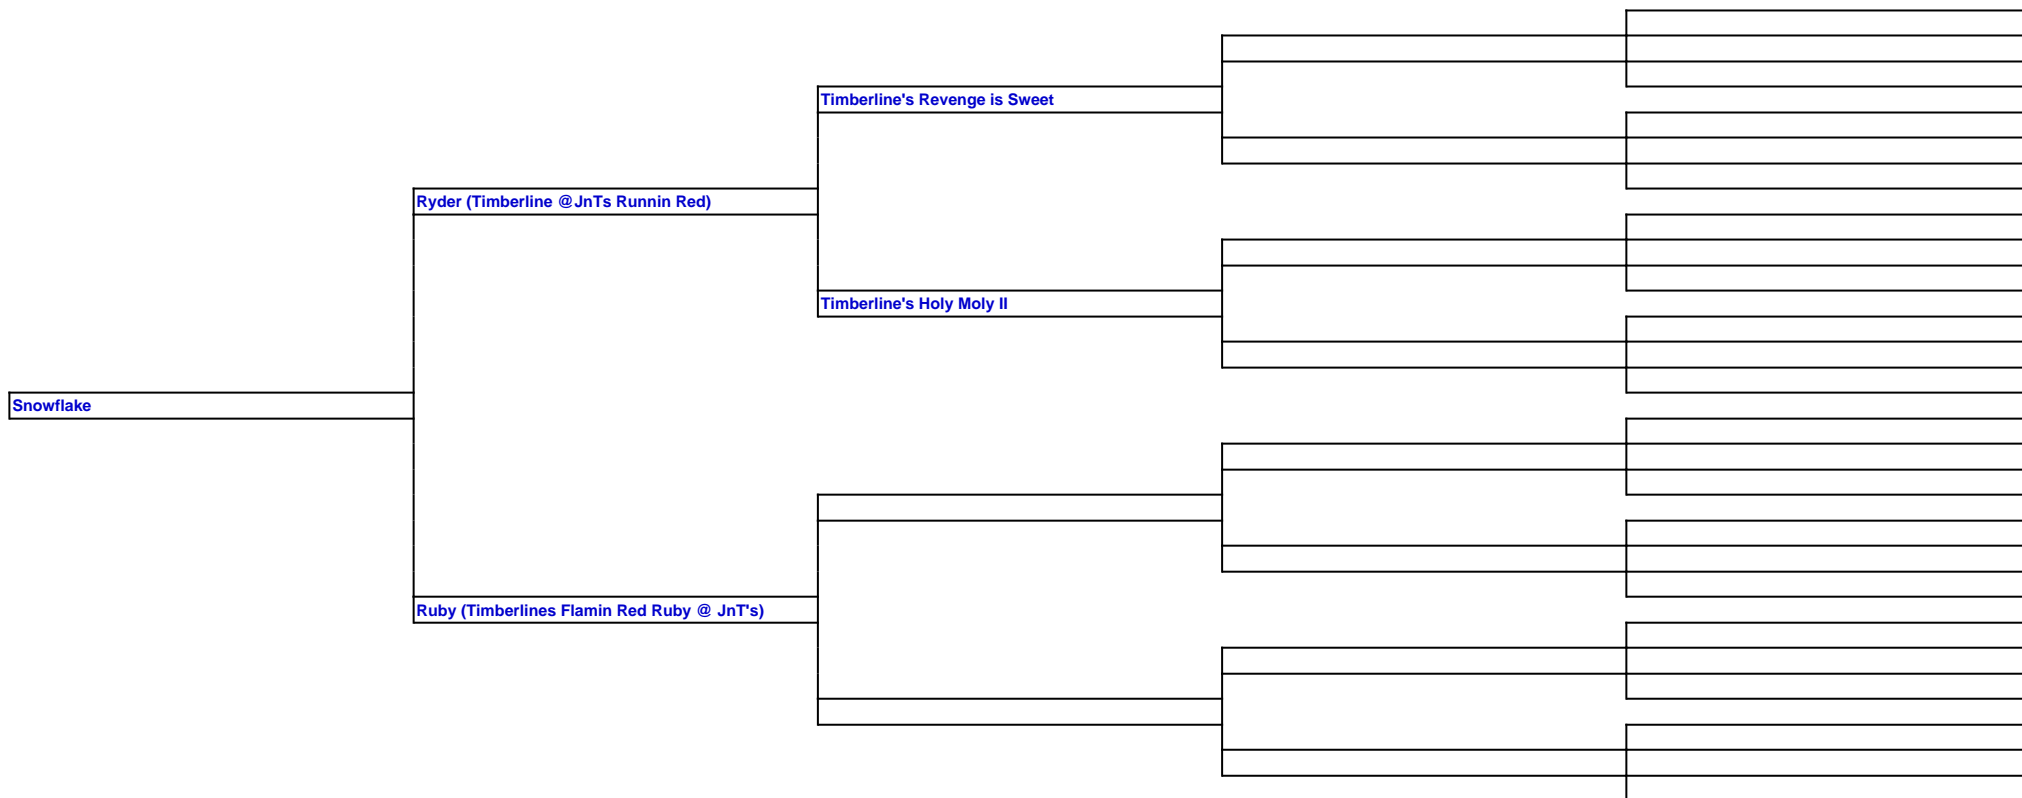 Timberline's Revenge is Sweet
Ryder (Timberline @JnTs Runnin Red)
Timberline's Holy Moly II
Snowflake
Ruby (Timberlines Flamin Red Ruby @ JnT's)